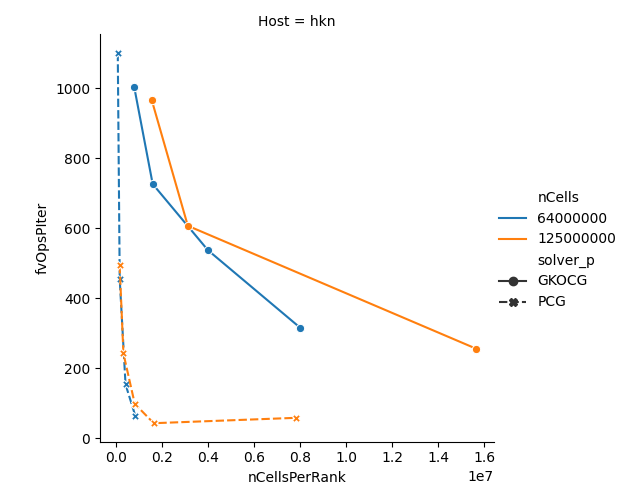 Host = hkn
fvOpsPIter
1000
800
600
400
200
0
0.0 0.2 0.4 0.6 0.8 1.0 1.2 1.4 1.6
1e7
nCellsPerRank
nCells
64000000
125000000
solver_p
GKOCG
PCG